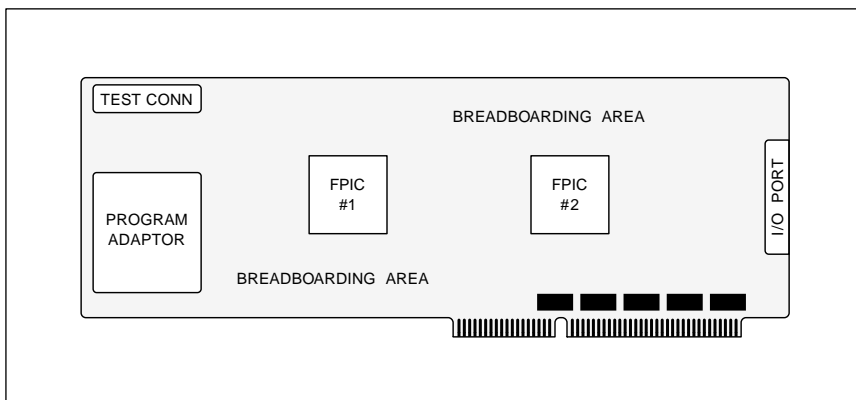 TEST CONN
BREADBOARDING AREA
FPIC
#1
FPIC
#2
I/O PORT
PROGRAM
ADAPTOR
BREADBOARDING AREA